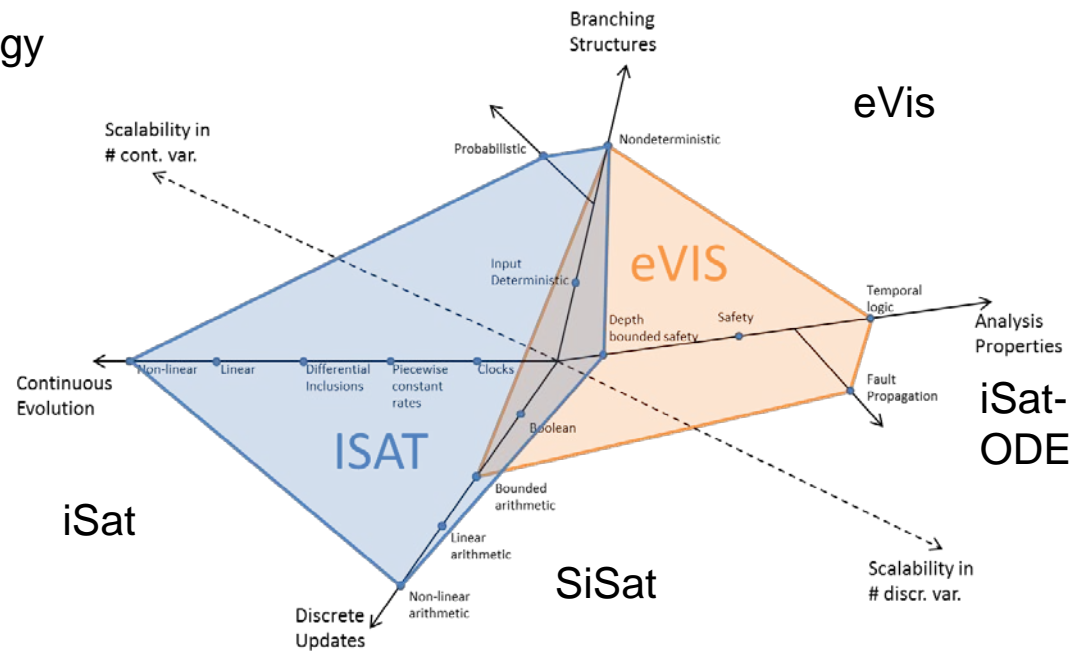 gy
Branching
Structures
eVis
Scalability in
# cont. var.
Probabilistic
Nondeterministic
Input
Deterministic
eVIS
Temporal
logic
Depth
bounded safety
Safety
Analysis
Properties
Non-linear
Linear
Differential
Inclusions
Piecewise
constant
rates
Clocks
Continuous
Evolution
Fault
Propagation
iSat-
ODE
Boolean
ISAT
Bounded
arithmetic
iSat
Linear
arithmetic
SiSat
Scalability in
# discr. var.
Non-linear
arithmetic
Discrete
Updates